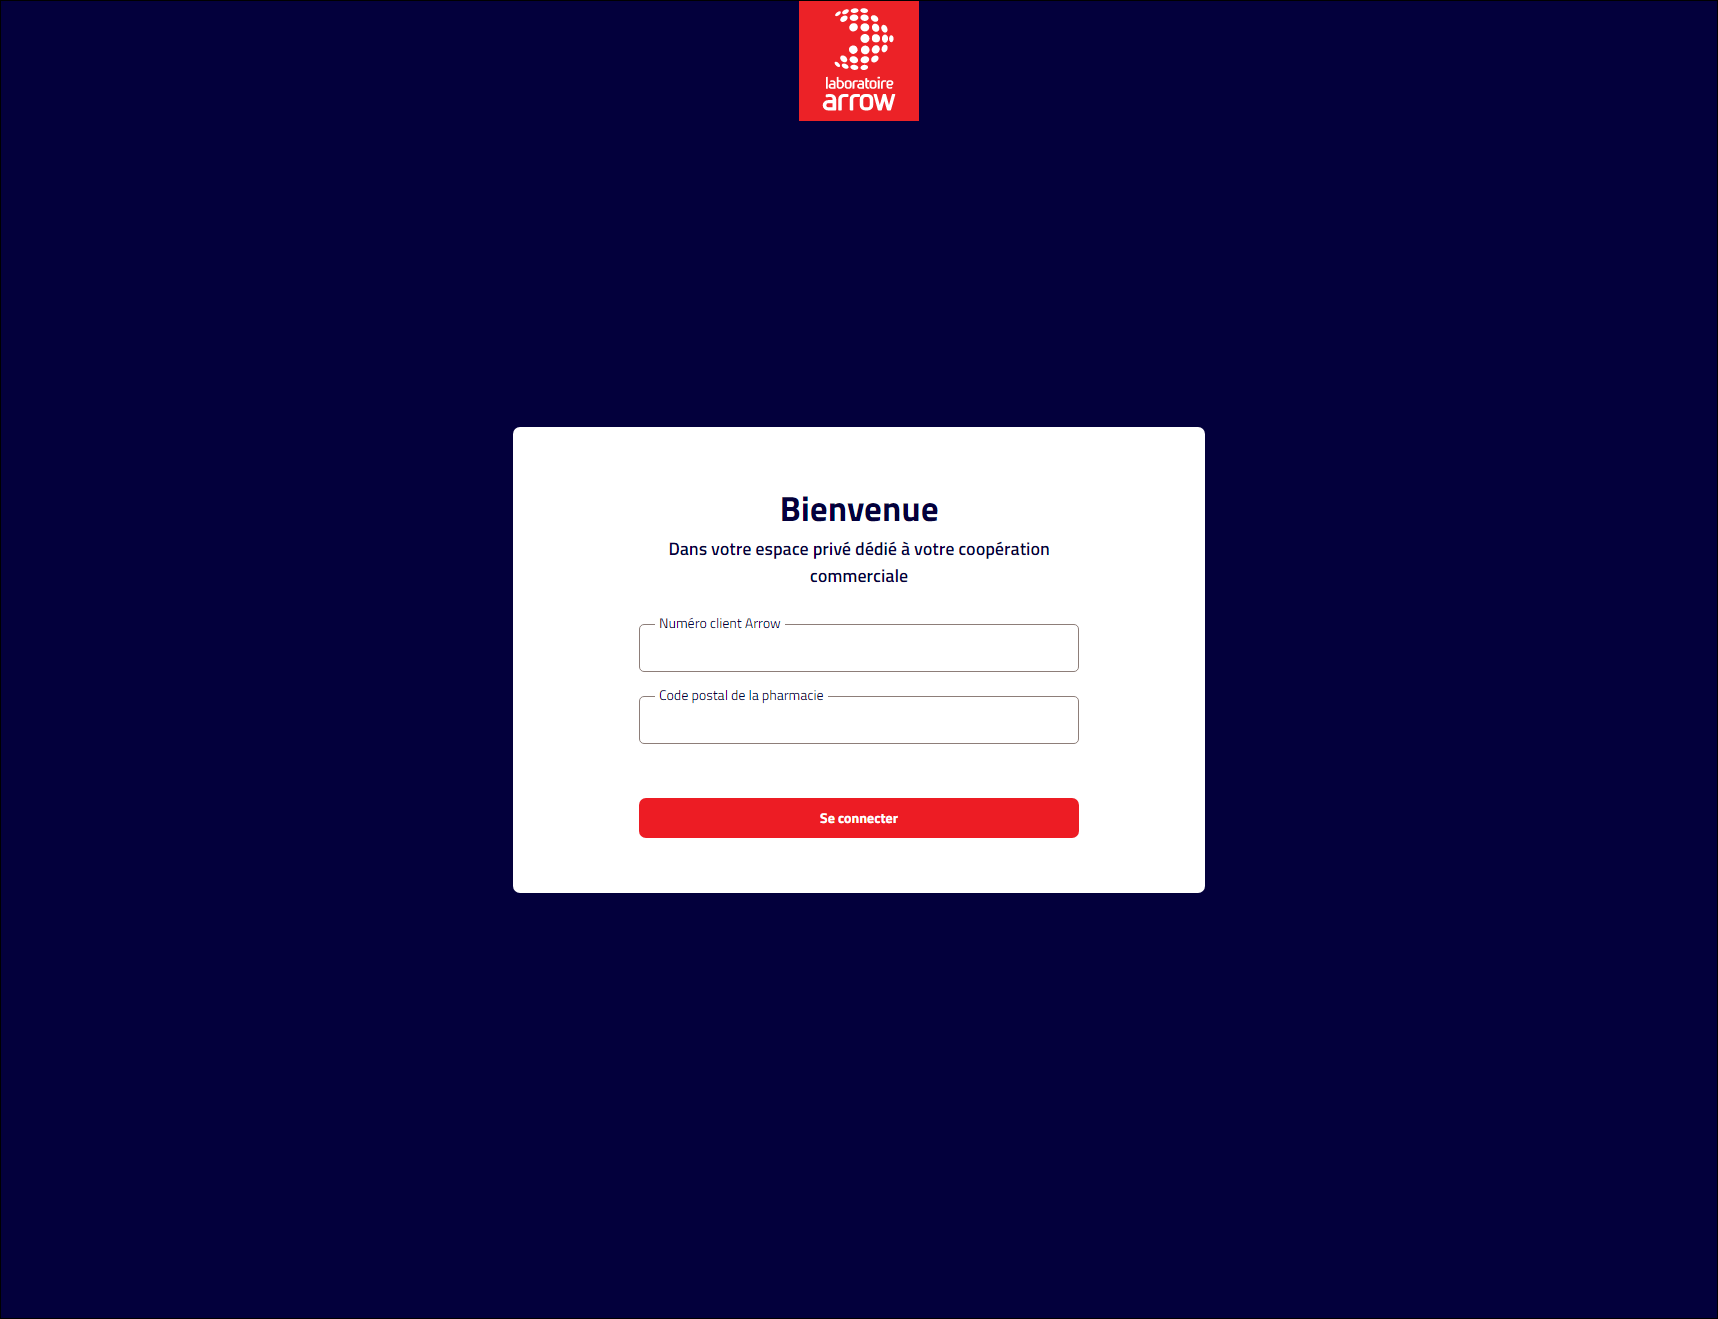 laboratoire
arrow
Bienvenue
Dans votre espace privé dédié à votre coopération
commerciale
Numéro client Arrow
Code postal de la pharmacie
Se connecter